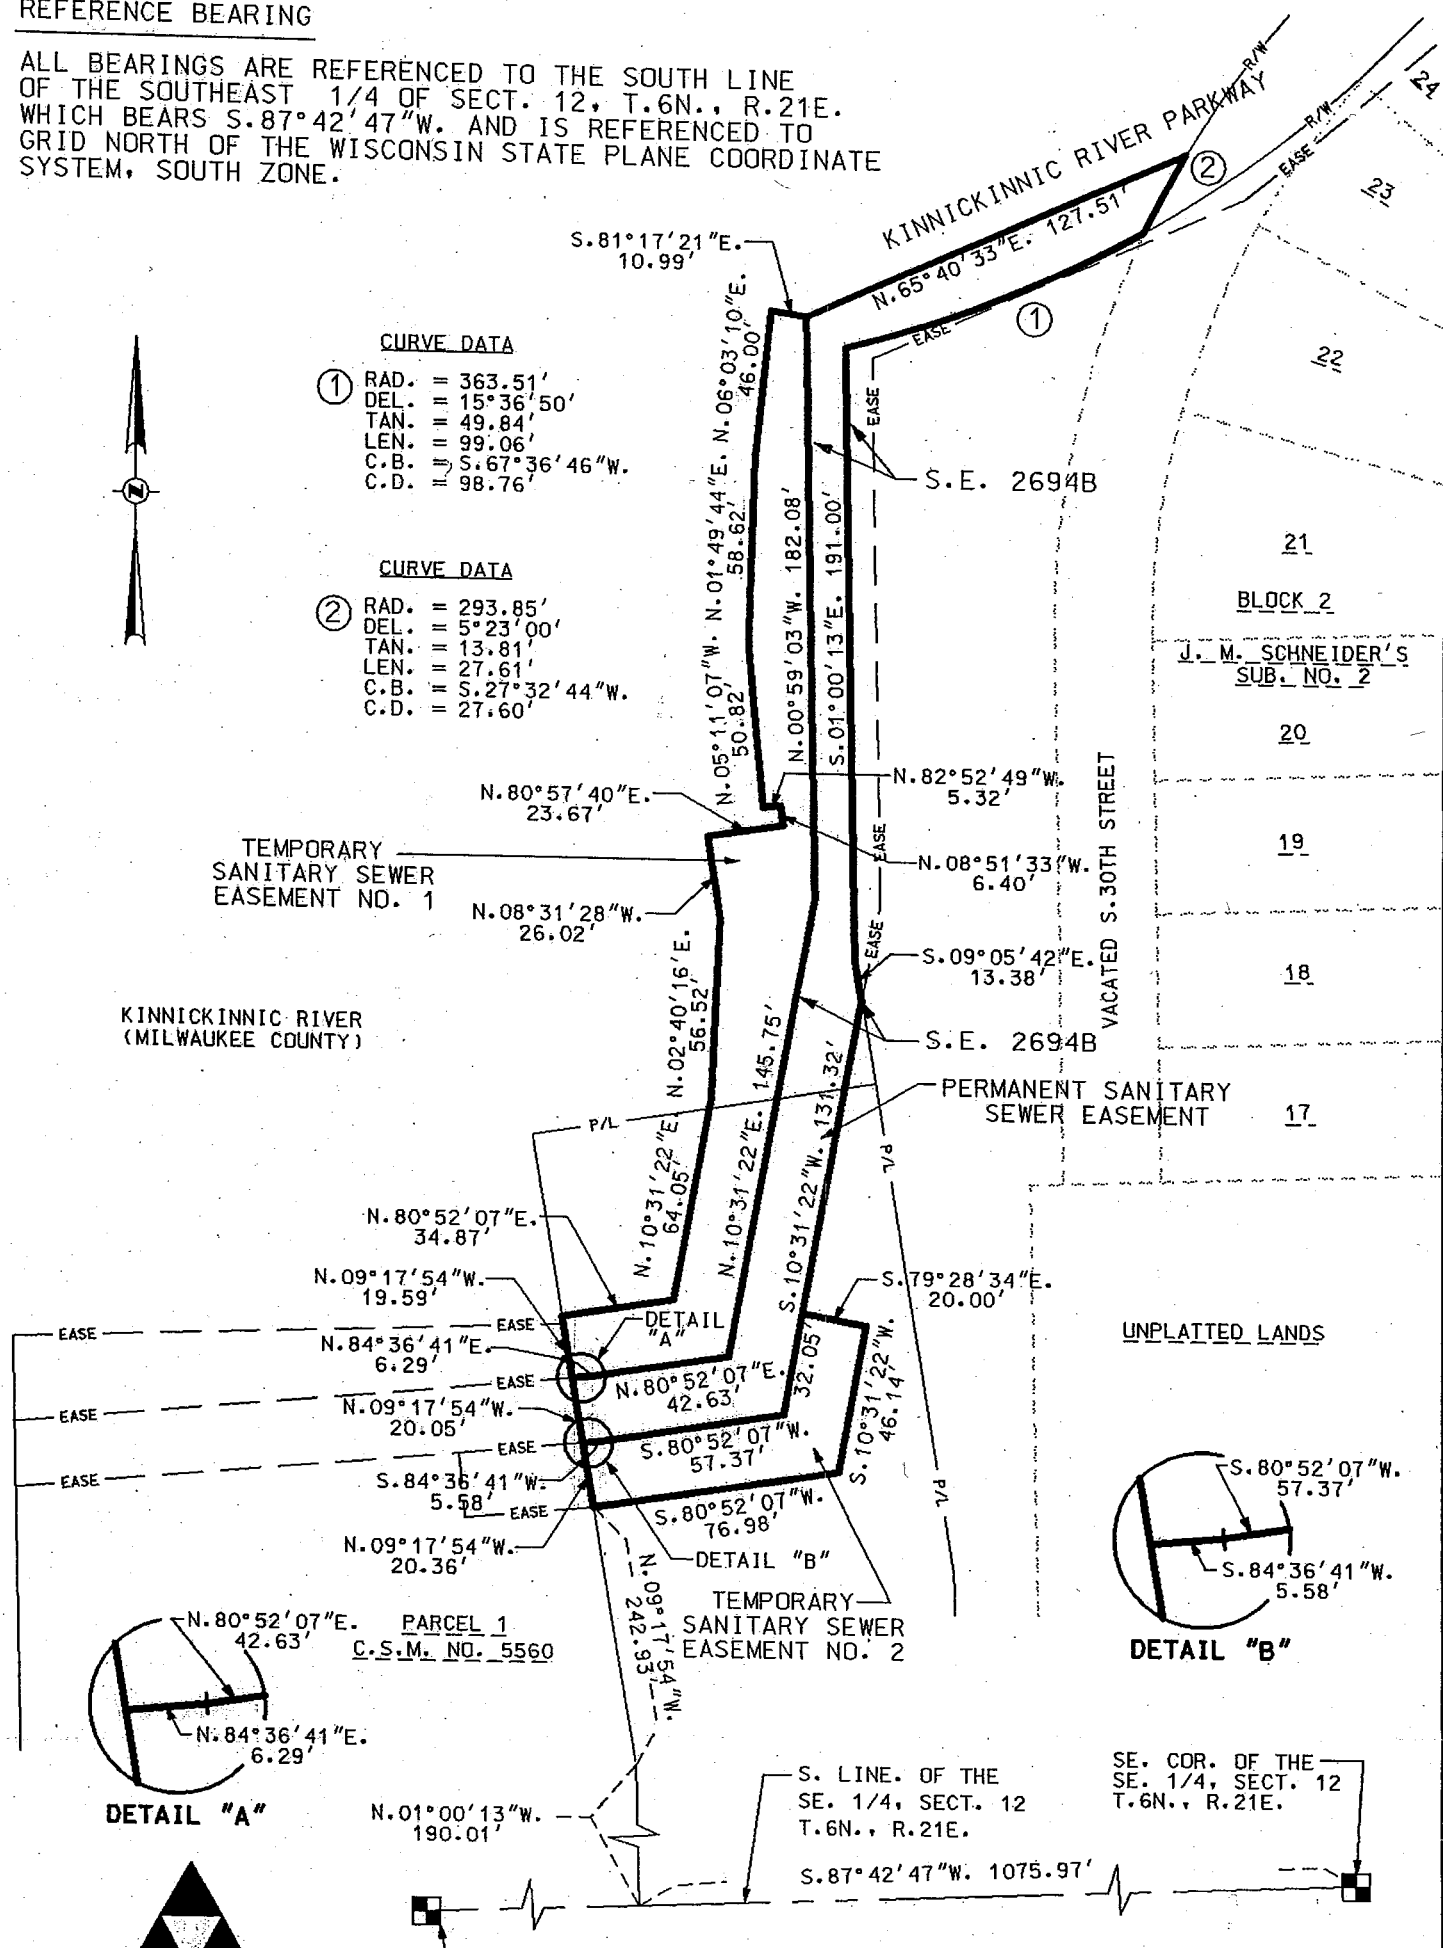 REFERENCE BEARING
ALL BEARINGS ARE REFERENCED TO THE SOUTH LINE
OF THE SOUTHEAST 1/4 OF SECT. 12, T.6N., R.21E.
WHICH BEARS S.87°42'47"W. AND IS REFERENCED TO
GRID NORTH OF THE WISCONSIN STATE PLANE COORDINATE
SYSTEM, SOUTH ZONE.
KINNICKINNIC RIVER PARKWAY
R/W
R/W
EASE
24
23
22
21
BLOCK 2
J. M. SCHNEIDER'S
SUB. NO. 2
20
19
18
17
VACATED S.30TH STREET
UNPLATTED LANDS
2
1
N.65°40'33"E. 127.51'
S.81°17'21"E.
10.99'
EASE
EASE
EASE
EASE
CURVE DATA
1
RAD. = 363.51'
DEL. = 15°36'50'
TAN. = 49.84'
LEN. = 99.06'
C.B. = S.67°36'46"W.
C.D. = 98.76'
CURVE DATA
2
RAD. = 293.85'
DEL. = 5°23'00'
TAN. = 13.81'
LEN. = 27.61'
C.B. = S.27°32'44"W.
C.D. = 27.60'
N
N.06°03'10"E.
46.00'
N.01°49'44"E.
58.62'
N.05°11'07"W.
50.82'
N.00°59'03"W. 182.08'
S.01°00'13"E. 191.00'
S.E. 2694B
N.82°52'49"W.
5.32'
N.80°57'40"E.
23.67'
N.08°51'33"W.
6.40'
TEMPORARY
SANITARY SEWER
EASEMENT NO. 1
N.08°31'28"W.
26.02'
S.09°05'42"E.
13.38'
KINNICKINNIC RIVER
(MILWAUKEE COUNTY)
N.02°40'16'E.
56.52'
S.E. 2694B
PERMANENT SANITARY
SEWER EASEMENT
P/L
P/L
P/L
N.10°31'22"E.
64.05'
N.10°31'22"E. 145.75'
S.10°31'22"W. 131.32'
N.80°52'07"E.
34.87'
N.09°17'54"W.
19.59'
S.79°28'34"E.
20.00'
EASE
EASE
DETAIL
"A"
N.84°36'41"E.
6.29'
32.05'
S.10°31'22"W.
46.14'
EASE
EASE
N.80°52'07"E.
42.63'
N.09°17'54"W.
20.05'
EASE
EASE
EASE
S.80°52'07"W.
57.37'
S.84°36'41"W.
5.58'
S.80°52'07"W.
76.98'
N.09°17'54"W.
20.36'
DETAIL "B"
TEMPORARY
SANITARY SEWER
EASEMENT NO. 2
N.09°17'54"W.
242.93'
S.80°52'07"W.
57.37'
S.84°36'41"W.
5.58'
DETAIL "B"
PARCEL 1
C.S.M. NO. 5560
N.80°52'07"E.
42.63'
N.84°36'41"E.
6.29'
DETAIL "A"
N.01°00'13"W.
190.01'
S. LINE. OF THE
SE. 1/4, SECT. 12
T.6N., R.21E.
SE. COR. OF THE
SE. 1/4, SECT. 12
T.6N., R.21E.
S.87°42'47"W. 1075.97'